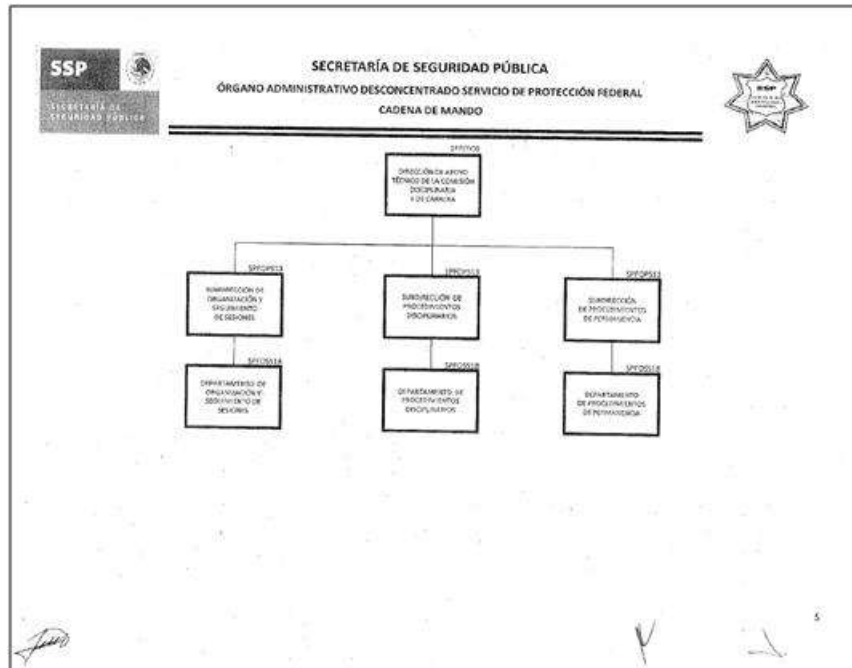 SSP
SECRETARÍA DE
SEGURIDAD PÚBLICA
SECRETARÍA DE SEGURIDAD PÚBLICA
ÓRGANO ADMINISTRATIVO DESCONCENTRADO SERVICIO DE PROTECCIÓN FEDERAL
CADENA DE MANDO
SSP
DIRECCIÓN DE APOYO
TÉCNICO DE LA COMISIÓN
DISCIPLINARIA
Y DE CARRERA
SUBDIRECCIÓN DE
ORGANIZACIÓN Y
SEGUIMIENTO
DE SESIONES
SUBDIRECCIÓN DE
PROCEDIMIENTOS
DISCIPLINARIOS
SUBDIRECCIÓN
DE PROCEDIMIENTOS
DE PERMANENCIA
DEPARTAMENTO DE
ORGANIZACIÓN Y
SEGUIMIENTO DE
SESIONES
DEPARTAMENTO DE
PROCEDIMIENTOS
DISCIPLINARIOS
DEPARTAMENTO
DE PROCEDIMIENTOS
DE PERMANENCIA
5